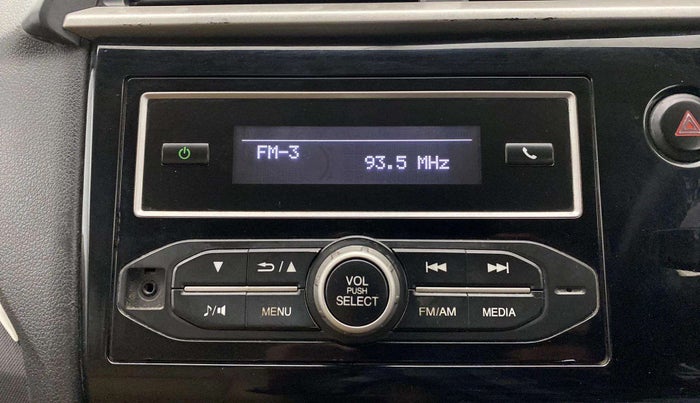 FM-3
93.5 MHz
VOL
PUSH
SELECT
MENU
FM/AM
MEDIA